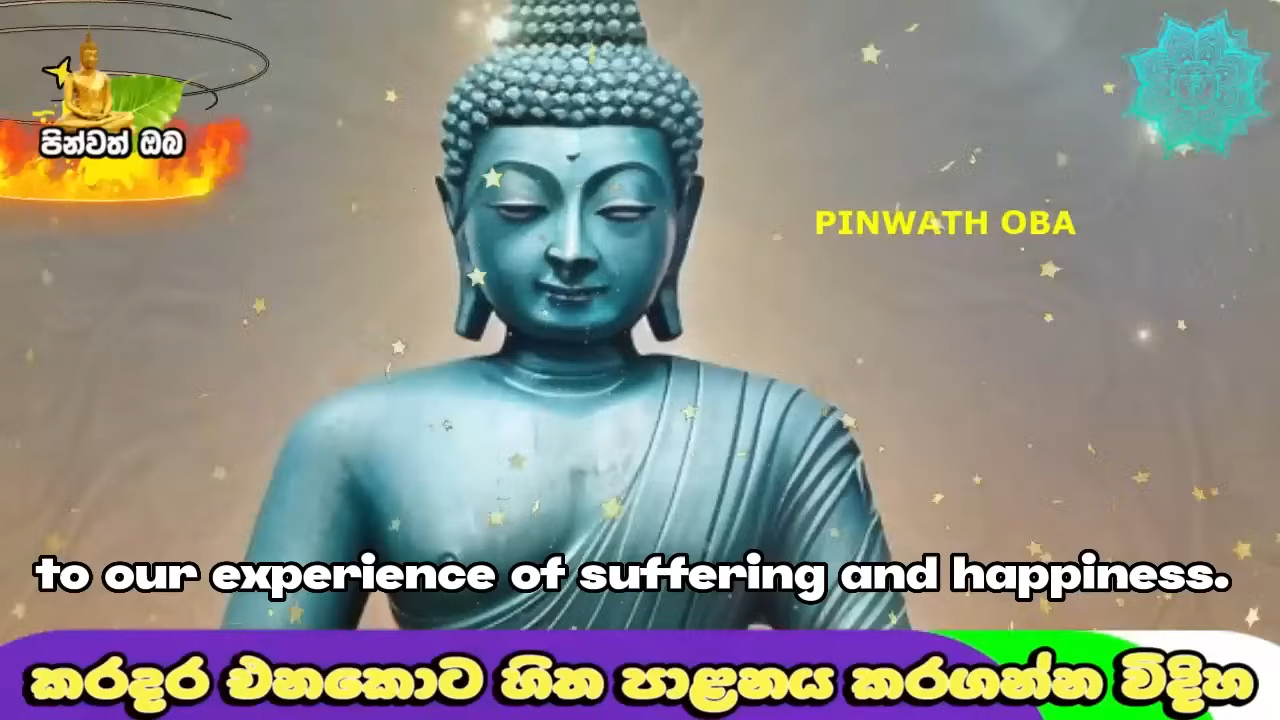 පින්වත් ඔබ
PINWATH OBA
to our experience of suffering and happiness.
කරදර එනකොට හිත පාළනය කරගන්න විදිහ